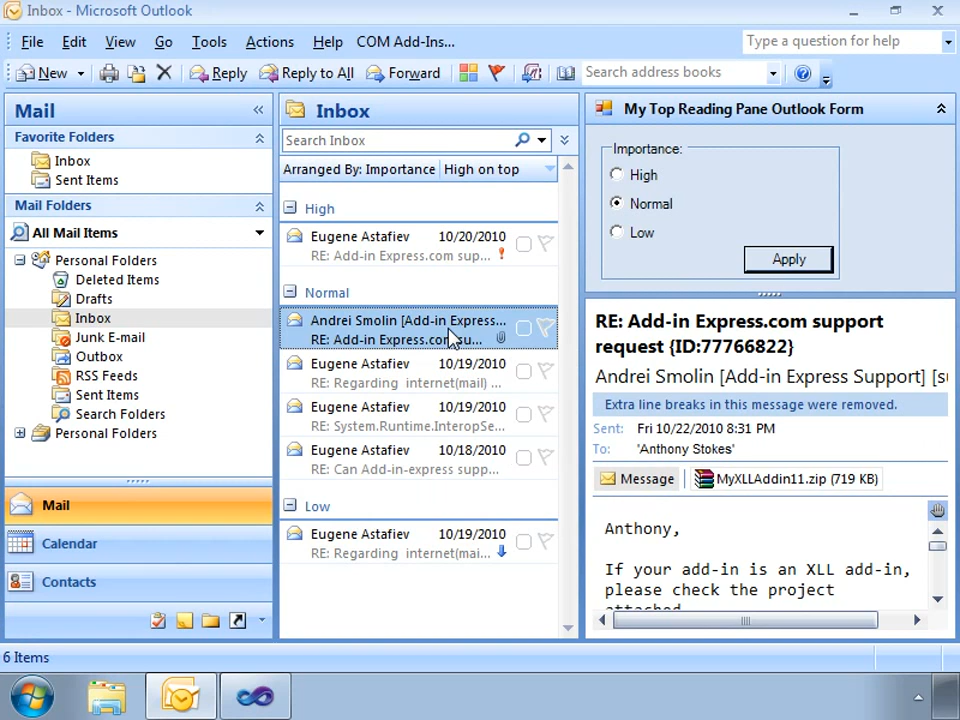 Inbox - Microsoft Outlook
File Edit View Go Tools Actions Help COM Add-Ins...
Type a question for help
New Reply Reply to All Forward Search address books
Mail
Favorite Folders
Inbox
Sent Items
Mail Folders
All Mail Items
Personal Folders
Deleted Items
Drafts
Inbox
Junk E-mail
Outbox
RSS Feeds
Sent Items
Search Folders
Personal Folders
Mail
Calendar
Contacts
Inbox
Search Inbox
Arranged By: Importance High on top
High
Eugene Astafiev 10/20/2010
RE: Add-in Express.com sup...
Normal
Andrei Smolin [Add-in Express...
RE: Add-in Express.com su...
Eugene Astafiev 10/19/2010
RE: Regarding internet(mail) ...
Eugene Astafiev 10/19/2010
RE: System.Runtime.InteropSe...
Eugene Astafiev 10/18/2010
RE: Can Add-in-express supp...
Low
Eugene Astafiev 10/19/2010
RE: Regarding internet(mai...
My Top Reading Pane Outlook Form
Importance:
High
Normal
Low
Apply
RE: Add-in Express.com support
request {ID:77766822}
Andrei Smolin [Add-in Express Support] [su
Extra line breaks in this message were removed.
Sent: Fri 10/22/2010 8:31 PM
To: 'Anthony Stokes'
Message MyXLLAddin11.zip (719 KB)
Anthony,
If your add-in is an XLL add-in,
please check the project
attached
6 Items